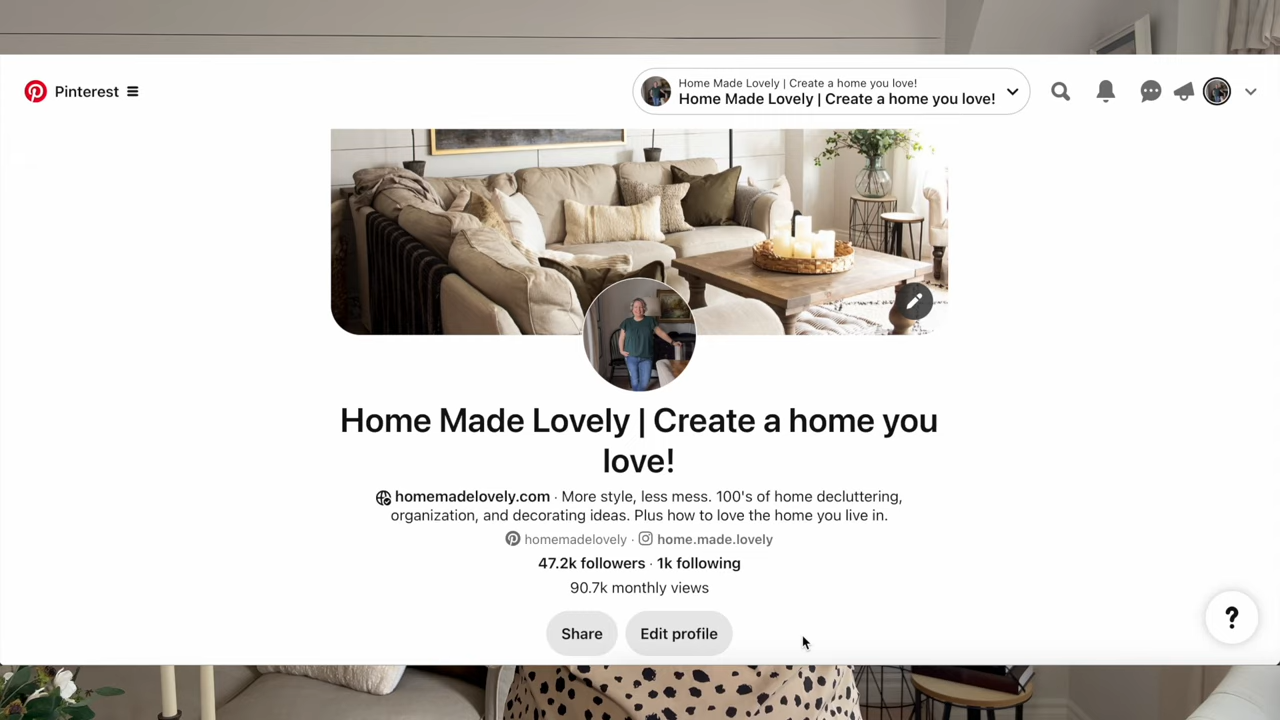 Pinterest
Home Made Lovely | Create a home you love!
Home Made Lovely | Create a home you love!
Home Made Lovely | Create a home you
love!
homemadelovely.com · More style, less mess. 100's of home decluttering,
organization, and decorating ideas. Plus how to love the home you live in.
homemadelovely · home.made.lovely
47.2k followers · 1k following
90.7k monthly views
Share Edit profile
?